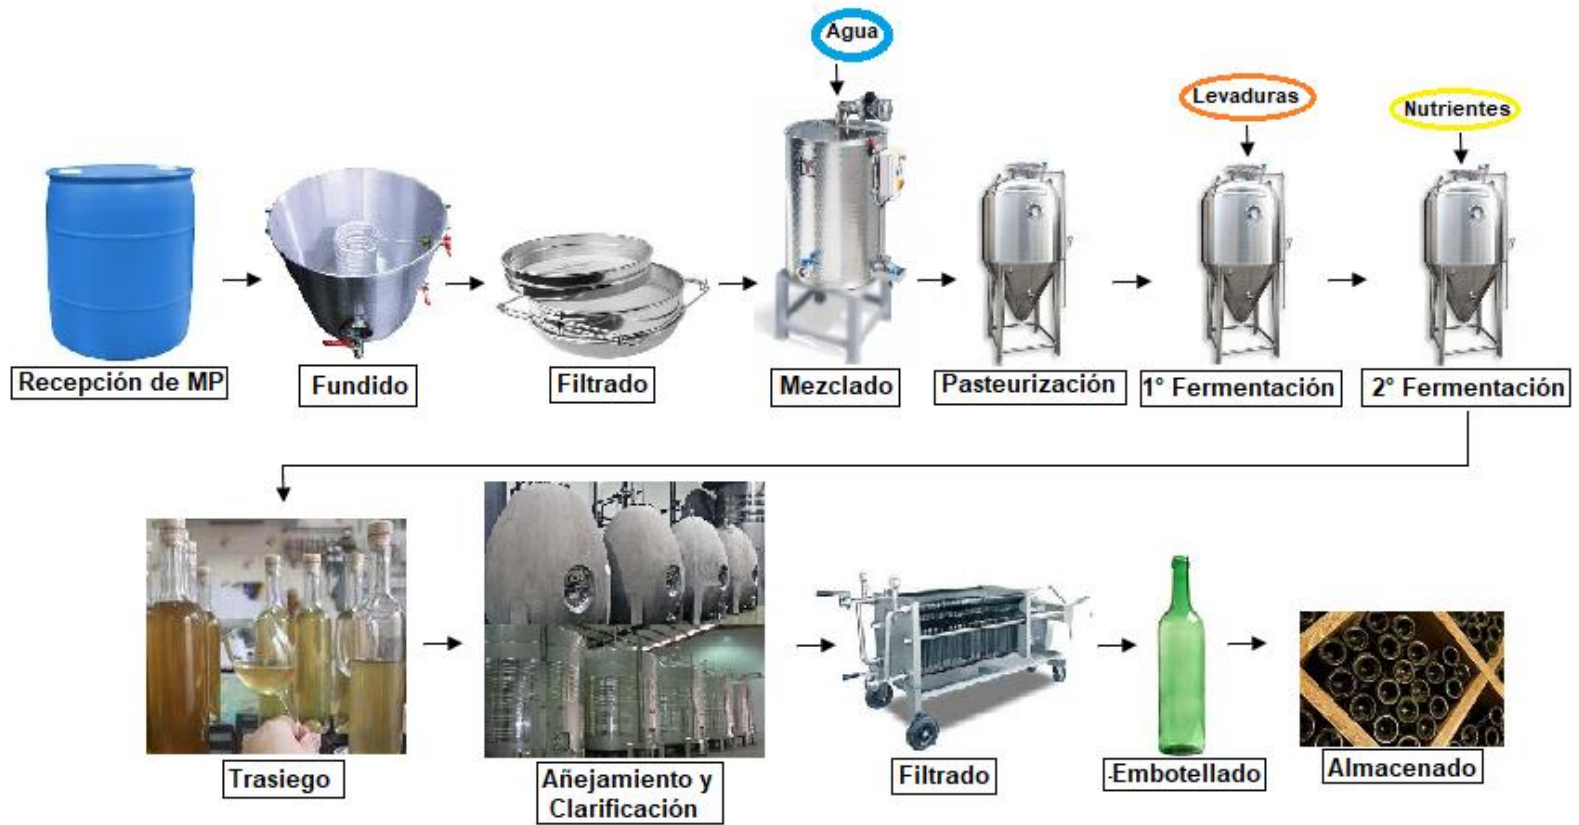 Agua
Levaduras
Nutrientes
Recepción de MP
Fundido
Filtrado
Mezclado
Pasteurización
1° Fermentación
2° Fermentación
Trasiego
Añejamiento y
Clarificación
Filtrado
-Embotellado
Almacenado